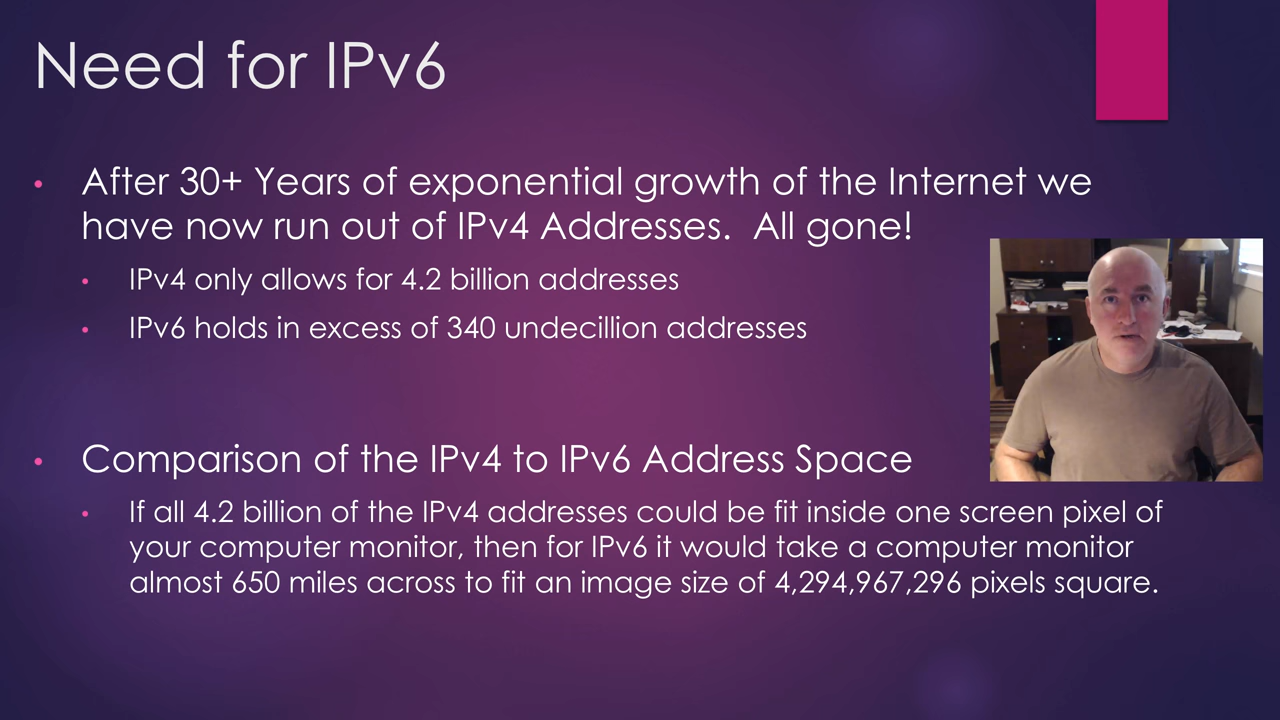 Need for IPv6
• After 30+ Years of exponential growth of the Internet we
have now run out of IPv4 Addresses.  All gone!
• IPv4 only allows for 4.2 billion addresses
• IPv6 holds in excess of 340 undecillion addresses
• Comparison of the IPv4 to IPv6 Address Space
• If all 4.2 billion of the IPv4 addresses could be fit inside one screen pixel of
your computer monitor, then for IPv6 it would take a computer monitor
almost 650 miles across to fit an image size of 4,294,967,296 pixels square.